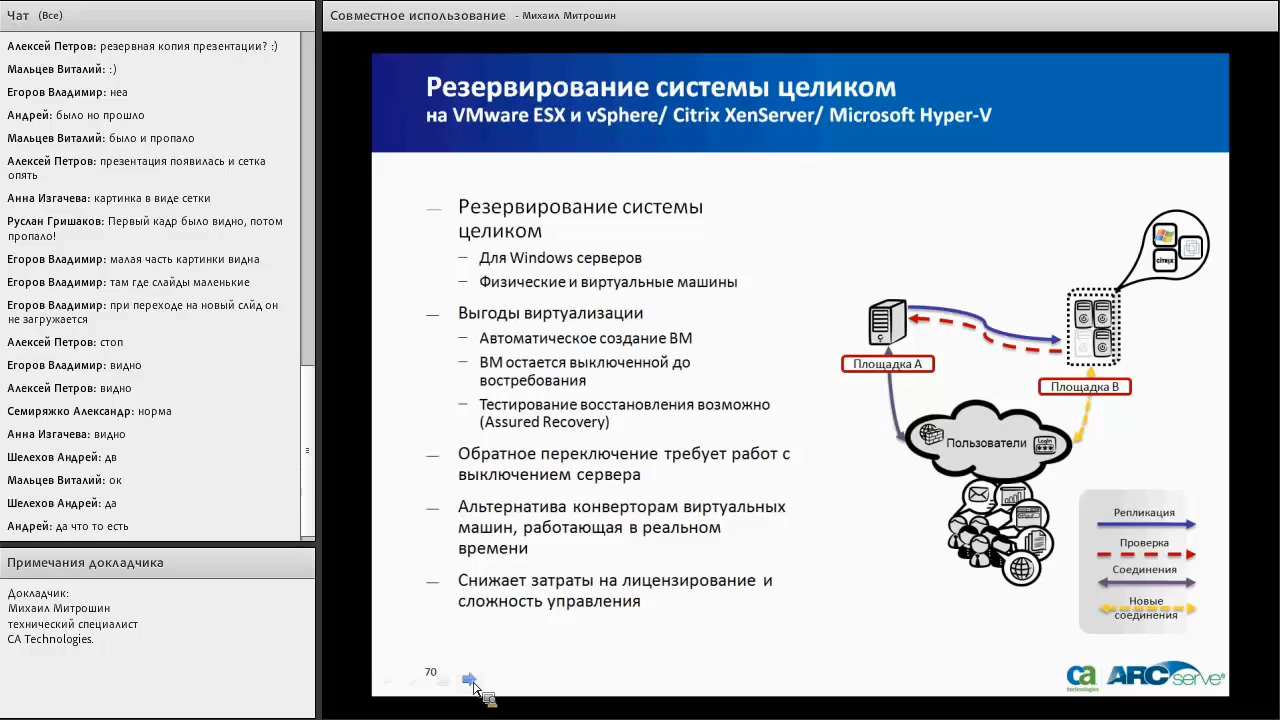 Чат (Все)
Алексей Петров: резервная копия презентации? :)
Мальцев Виталий: :)
Егоров Владимир: неа
Андрей: было но прошло
Мальцев Виталий: было и пропало
Алексей Петров: презентация появилась и сетка
опять
Анна Изгачева: картинка в виде сетки
Руслан Гришаков: Первый кадр было видно, потом
пропало!
Егоров Владимир: малая часть картинки видна
Егоров Владимир: там где слайды маленькие
Егоров Владимир: при переходе на новый слйд он
не загружается
Алексей Петров: стоп
Егоров Владимир: видно
Алексей Петров: видно
Семиряжко Александр: норма
Анна Изгачева: видно
Шелехов Андрей: дв
Мальцев Виталий: ок
Шелехов Андрей: да
Андрей: да что то есть
Примечания докладчика
Докладчик:
Михаил Митрошин
технический специалист
CA Technologies.
Совместное использование - Михаил Митрошин
Резервирование системы целиком
на VMware ESX и vSphere/ Citrix XenServer/ Microsoft Hyper-V
— Резервирование системы
целиком
– Для Windows серверов
– Физические и виртуальные машины
— Выгоды виртуализации
– Автоматическое создание ВМ
– ВМ остается выключенной до
востребования
– Тестирование восстановления возможно
(Assured Recovery)
— Обратное переключение требует работ с
выключением сервера
— Альтернатива конверторам виртуальных
машин, работающая в реальном
времени
— Снижает затраты на лицензирование и
сложность управления
CITRIX
Площадка А
Площадка В
Пользователи
Login
Репликация
Проверка
Соединения
Новые
соединения
70
ca
technologies
ARCserve®